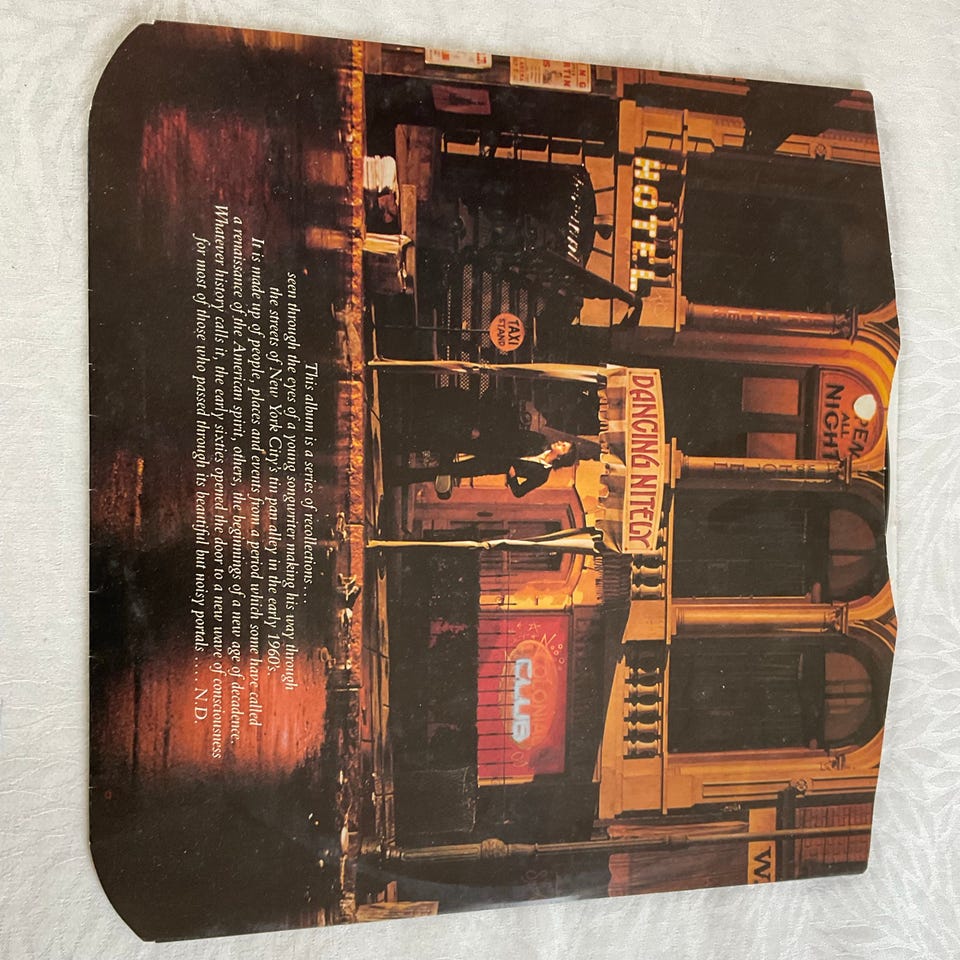 HOTEL
OPEN
ALL
NIGHT
TAXI
STAND
DANCING NITELY
CLUB
This album is a series of recollections . . .
seen through the eyes of a young songwriter making his way through
the streets of New York City's tin pan alley in the early 1960's.
It is made up of people, places and events from a period which some have called
a renaissance of the American spirit, others, the beginnings of a new age of decadence.
Whatever history calls it, the early sixties opened the door to a new wave of consciousness
for most of those who passed through its beautiful but noisy portals . . . . N.D.